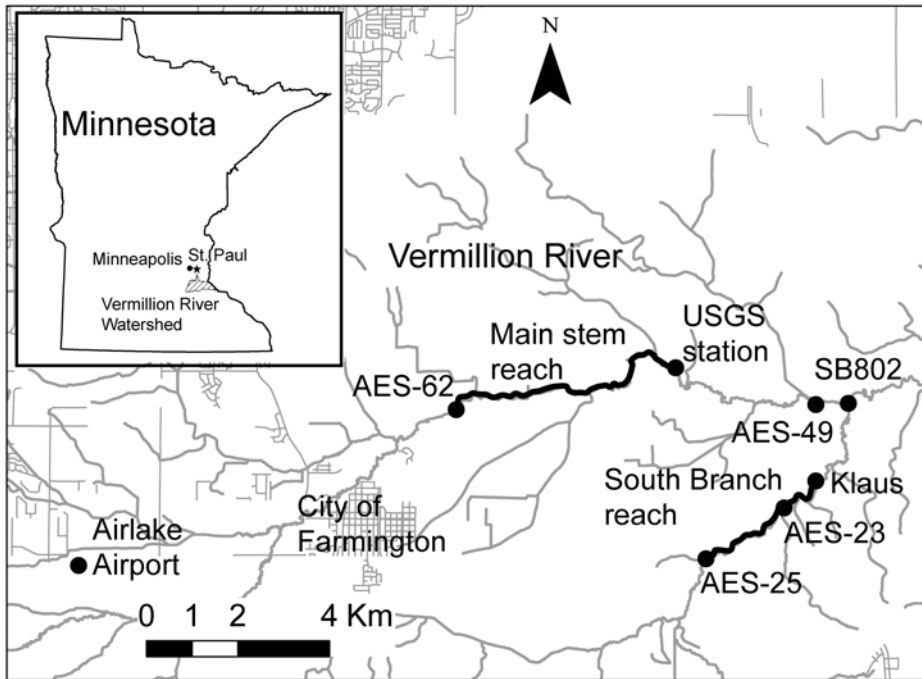 N
Minnesota
Minneapolis St. Paul
Vermillion River
Watershed
Vermillion River
Main stem
reach
USGS
station
AES-62
SB802
AES-49
South Branch
reach
Klaus
AES-23
AES-25
City of
Farmington
Airlake
Airport
0 1 2 4 Km